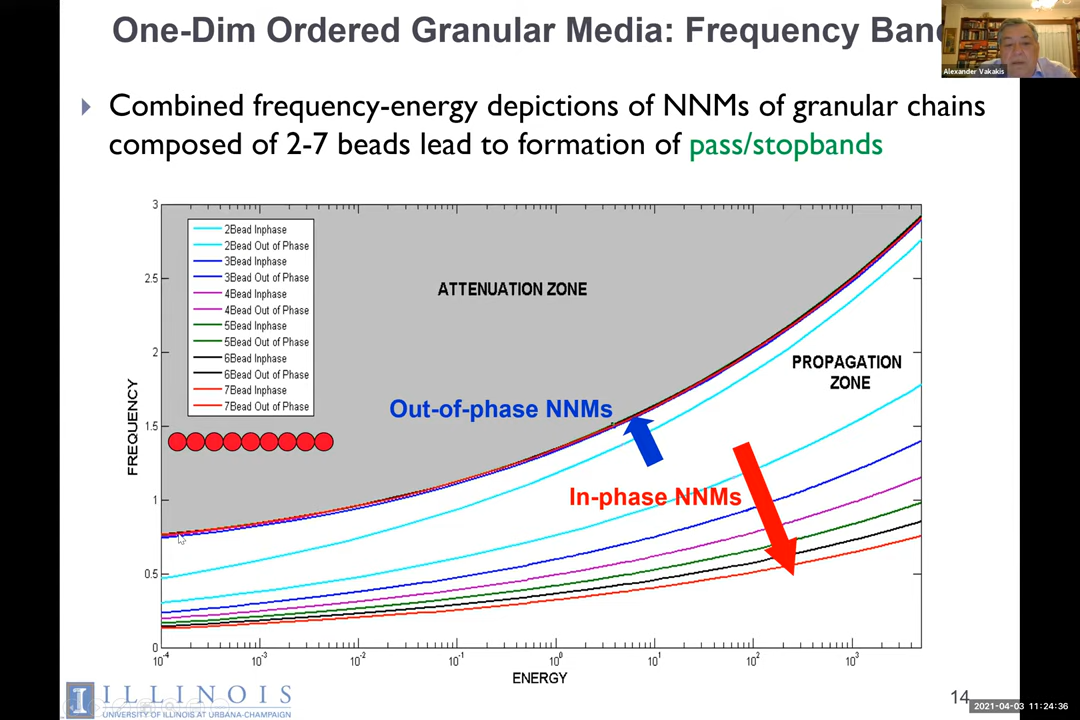 One-Dim Ordered Granular Media: Frequency Ban
Alexander Vakakis
Combined frequency-energy depictions of NNMs of granular chains
composed of 2-7 beads lead to formation of pass/stopbands
3
2.5
2
1.5
1
0.5
0
FREQUENCY
2Bead Inphase
2Bead Out of Phase
3Bead Inphase
3Bead Out of Phase
4Bead Inphase
4Bead Out of Phase
5Bead Inphase
5Bead Out of Phase
6Bead Inphase
6Bead Out of Phase
7Bead Inphase
7Bead Out of Phase
ATTENUATION ZONE
PROPAGATION
ZONE
Out-of-phase NNMs
In-phase NNMs
10⁻⁴ 10⁻³ 10⁻² 10⁻¹ 10⁰ 10¹ 10² 10³
ENERGY
ILLINOIS
UNIVERSITY OF ILLINOIS AT URBANA-CHAMPAIGN
14
2021-04-03 11:24:36